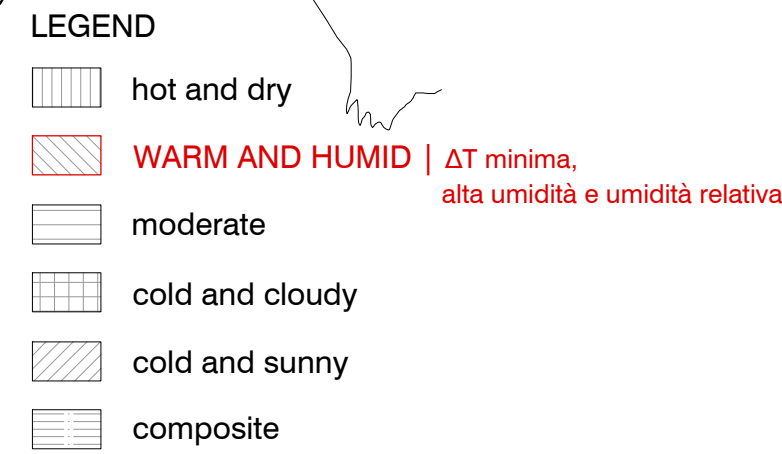 LEGEND
hot and dry
WARM AND HUMID | ΔT minima,
alta umidità e umidità relativa
moderate
cold and cloudy
cold and sunny
composite